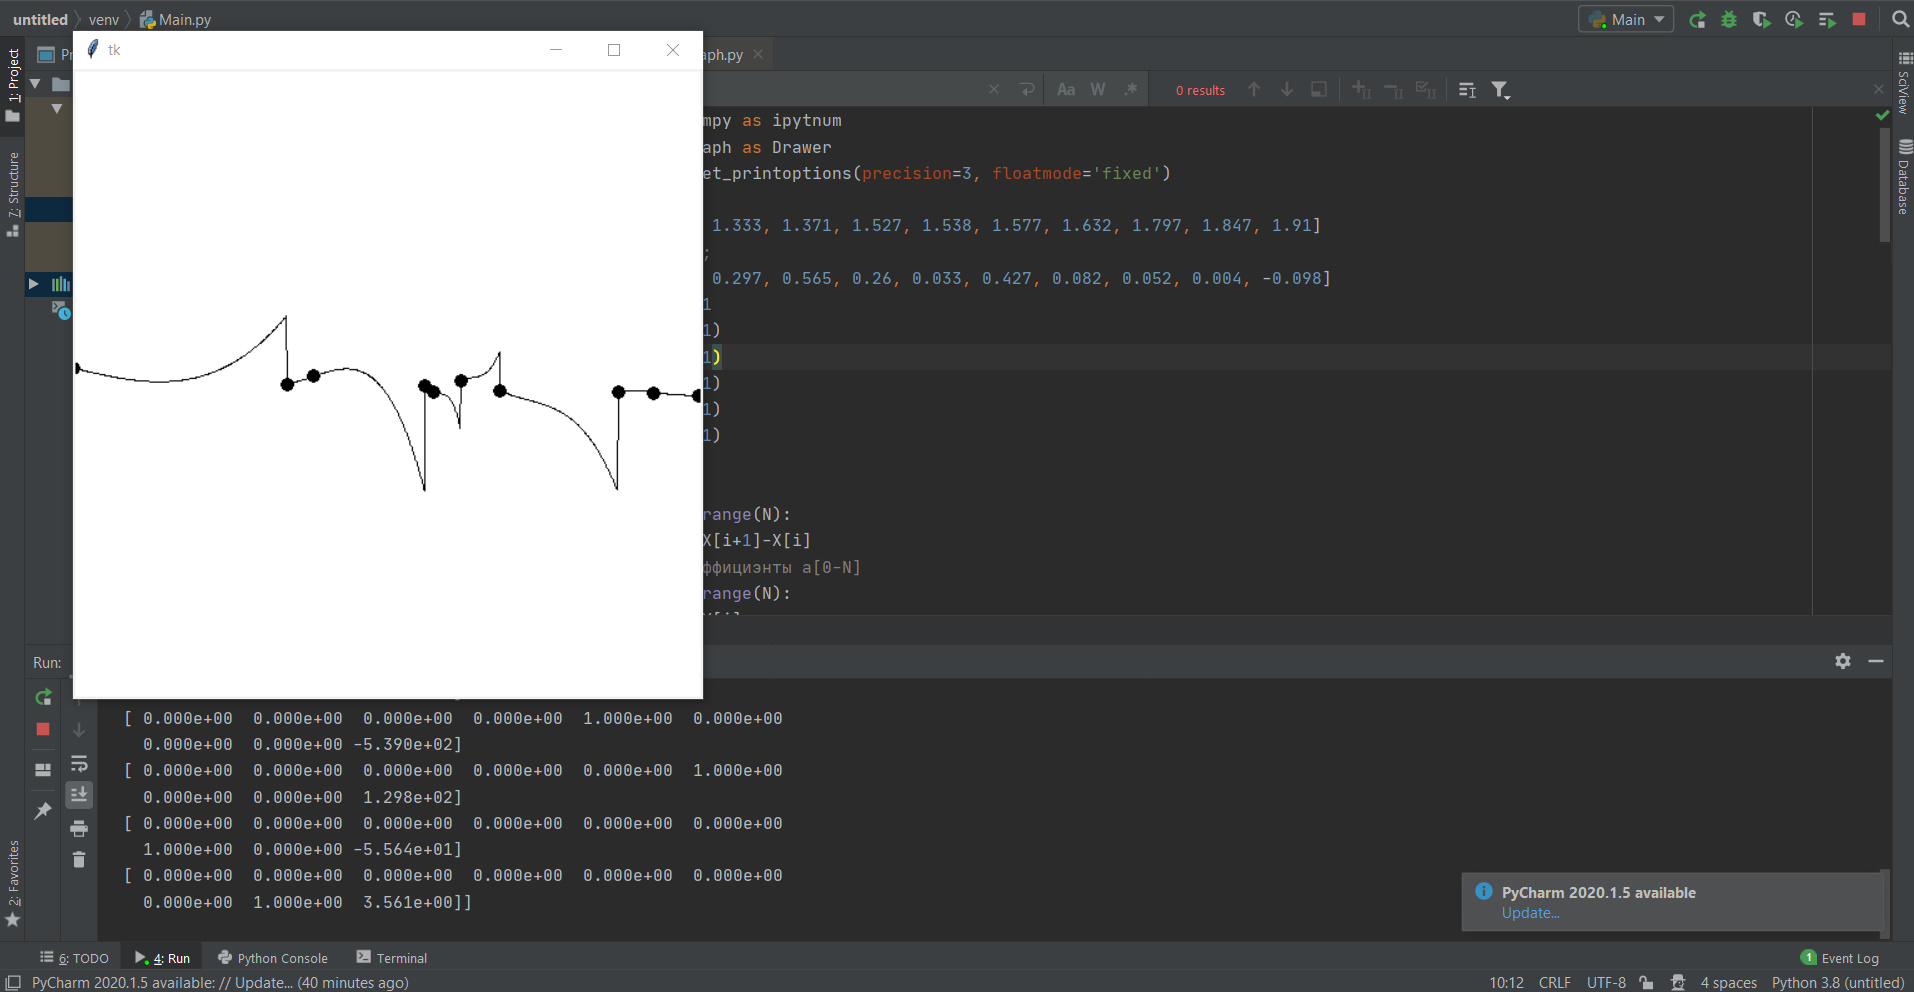 untitled venv Main.py
Main
tk
aph.py
Aa W .*
0 results
mpy as ipytnum
aph as Drawer
et_printoptions(precision=3, floatmode='fixed')
1.333, 1.371, 1.527, 1.538, 1.577, 1.632, 1.797, 1.847, 1.91]
;
0.297, 0.565, 0.26, 0.033, 0.427, 0.082, 0.052, 0.004, -0.098]
1
1)
1)
1)
1)
1)
range(N):
X[i+1]-X[i]
ффициэнты a[0-N]
range(N):
1: Project
7: Structure
2: Favorites
SciView
Database
Run:
[ 0.000e+00 0.000e+00 0.000e+00 0.000e+00 1.000e+00 0.000e+00
0.000e+00 0.000e+00 -5.390e+02]
[ 0.000e+00 0.000e+00 0.000e+00 0.000e+00 0.000e+00 1.000e+00
0.000e+00 0.000e+00 1.298e+02]
[ 0.000e+00 0.000e+00 0.000e+00 0.000e+00 0.000e+00 0.000e+00
1.000e+00 0.000e+00 -5.564e+01]
[ 0.000e+00 0.000e+00 0.000e+00 0.000e+00 0.000e+00 0.000e+00
0.000e+00 1.000e+00 3.561e+00]]
PyCharm 2020.1.5 available
Update...
6: TODO 4: Run Python Console Terminal
1 Event Log
PyCharm 2020.1.5 available: // Update... (40 minutes ago)
10:12 CRLF UTF-8 4 spaces Python 3.8 (untitled)